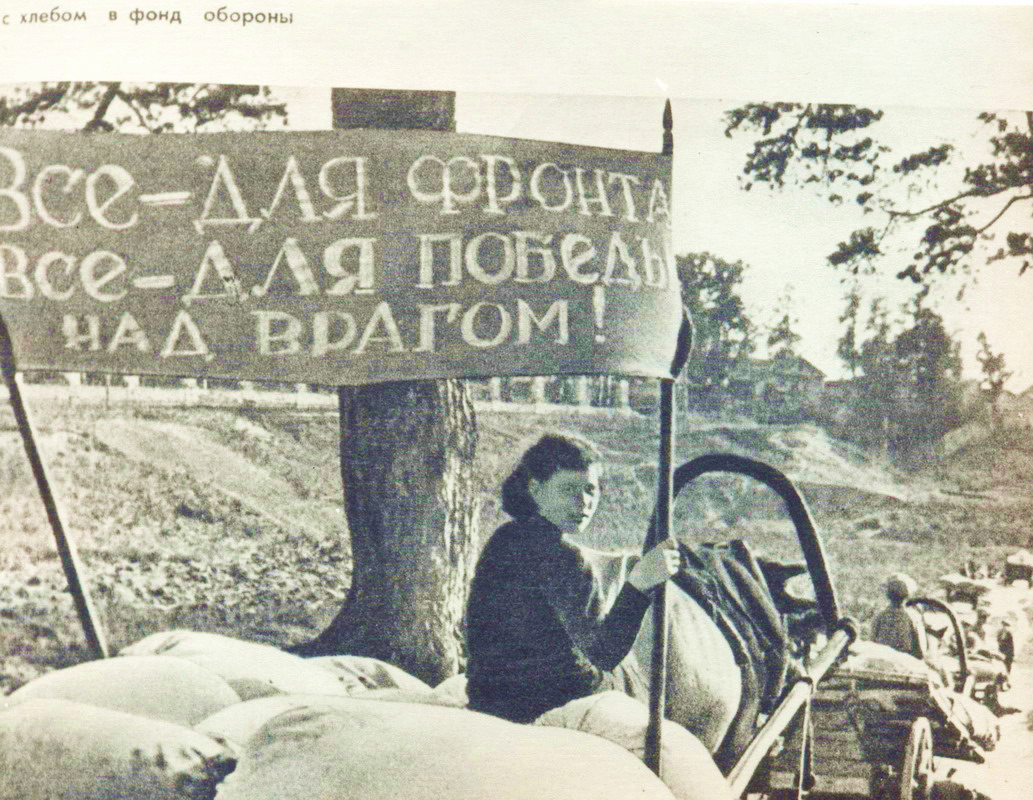 с хлебом в фонд обороны
ВСЕ–ДЛЯ ФРОНТА
ВСЕ–ДЛЯ ПОБЕДЫ
НАД ВРАГОМ!